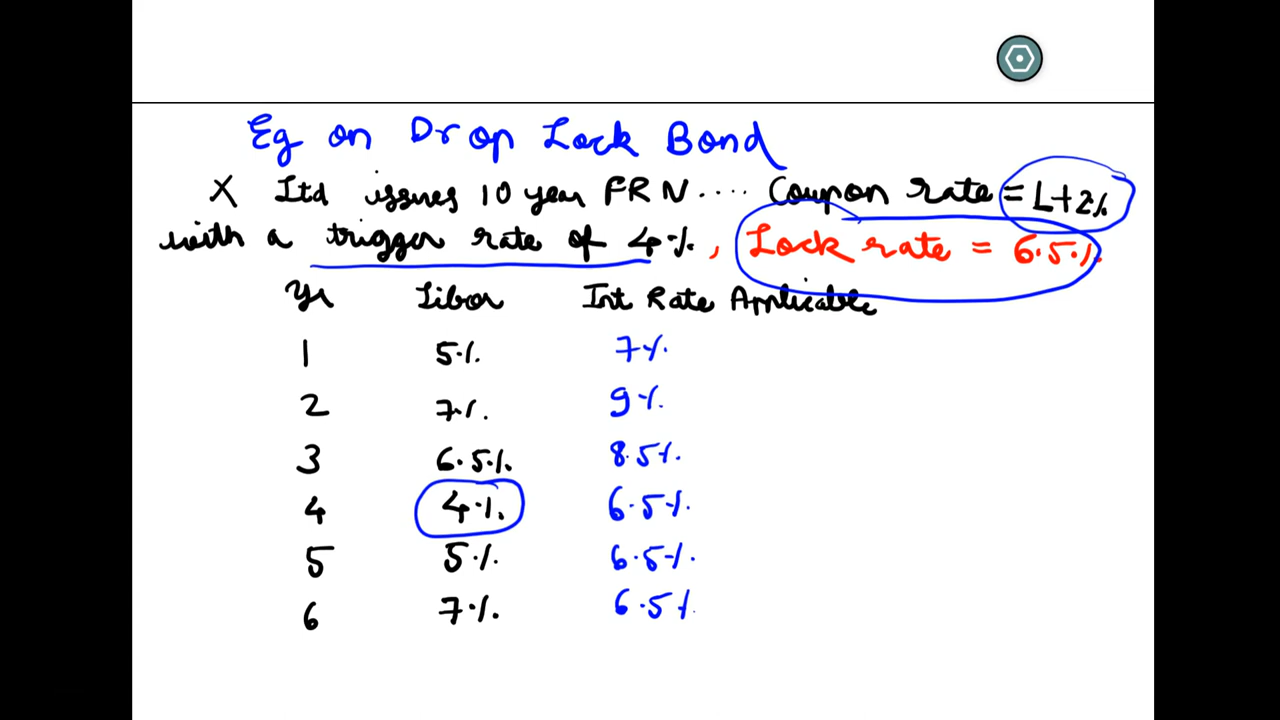 Eg on Drop Lock Bond
X Ltd issues 10 year FRN .... Coupon rate = L+2%
with a trigger rate of 4%, Lock rate = 6.5%
Yr Libor Int Rate Applicable
1 5% 7%
2 7% 9%
3 6.5% 8.5%
4 4% 6.5%
5 5% 6.5%
6 7% 6.5%